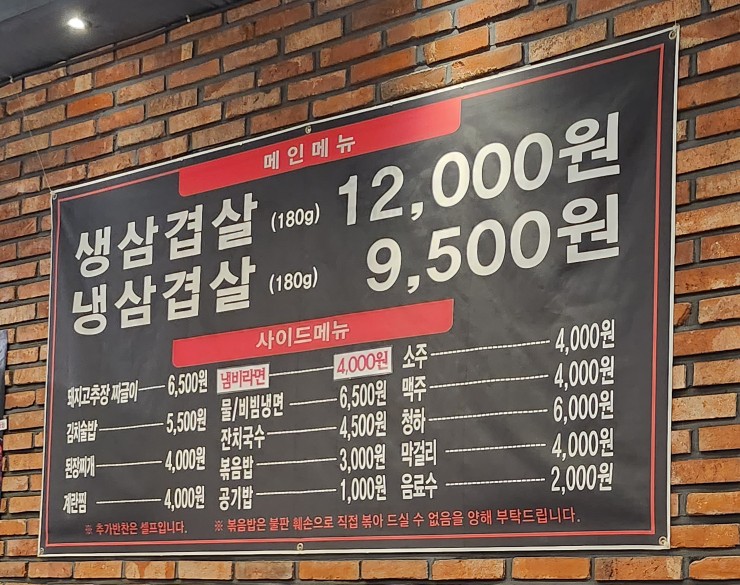 메인메뉴
생삼겹살 (180g) 12,000원
냉삼겹살 (180g) 9,500원
사이드메뉴
돼지고추장 찌글이 6,500원
김치술밥 5,500원
된장찌개 4,000원
계란찜 4,000원
냄비라면 4,000원
물/비빔냉면 6,500원
잔치국수 4,500원
볶음밥 3,000원
공기밥 1,000원
소주 4,000원
맥주 4,000원
청하 6,000원
막걸리 4,000원
음료수 2,000원
※ 추가반찬은 셀프입니다.
※ 볶음밥은 불판 훼손으로 직접 볶아 드실 수 없음을 양해 부탁드립니다.